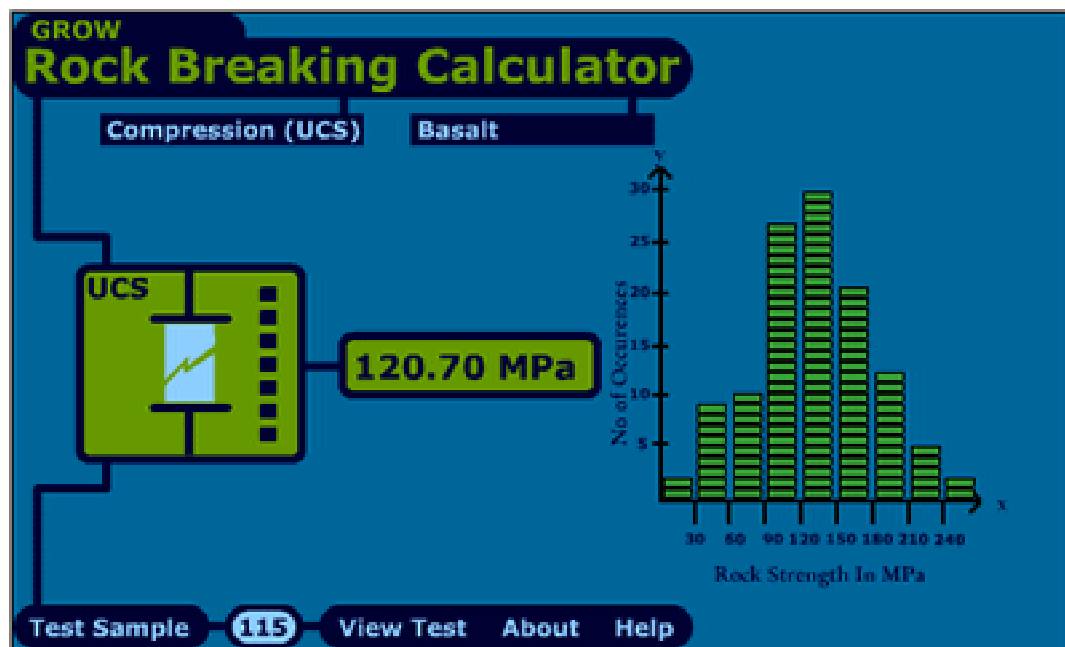 GROW
Rock Breaking Calculator
Compression (UCS) Basalt
y
30
25
20
15
10
5
No of Occurences
UCS
120.70 MPa
x
30 60 90 120 150 180 210 240
Rock Strength In MPa
Test Sample 115 View Test About Help